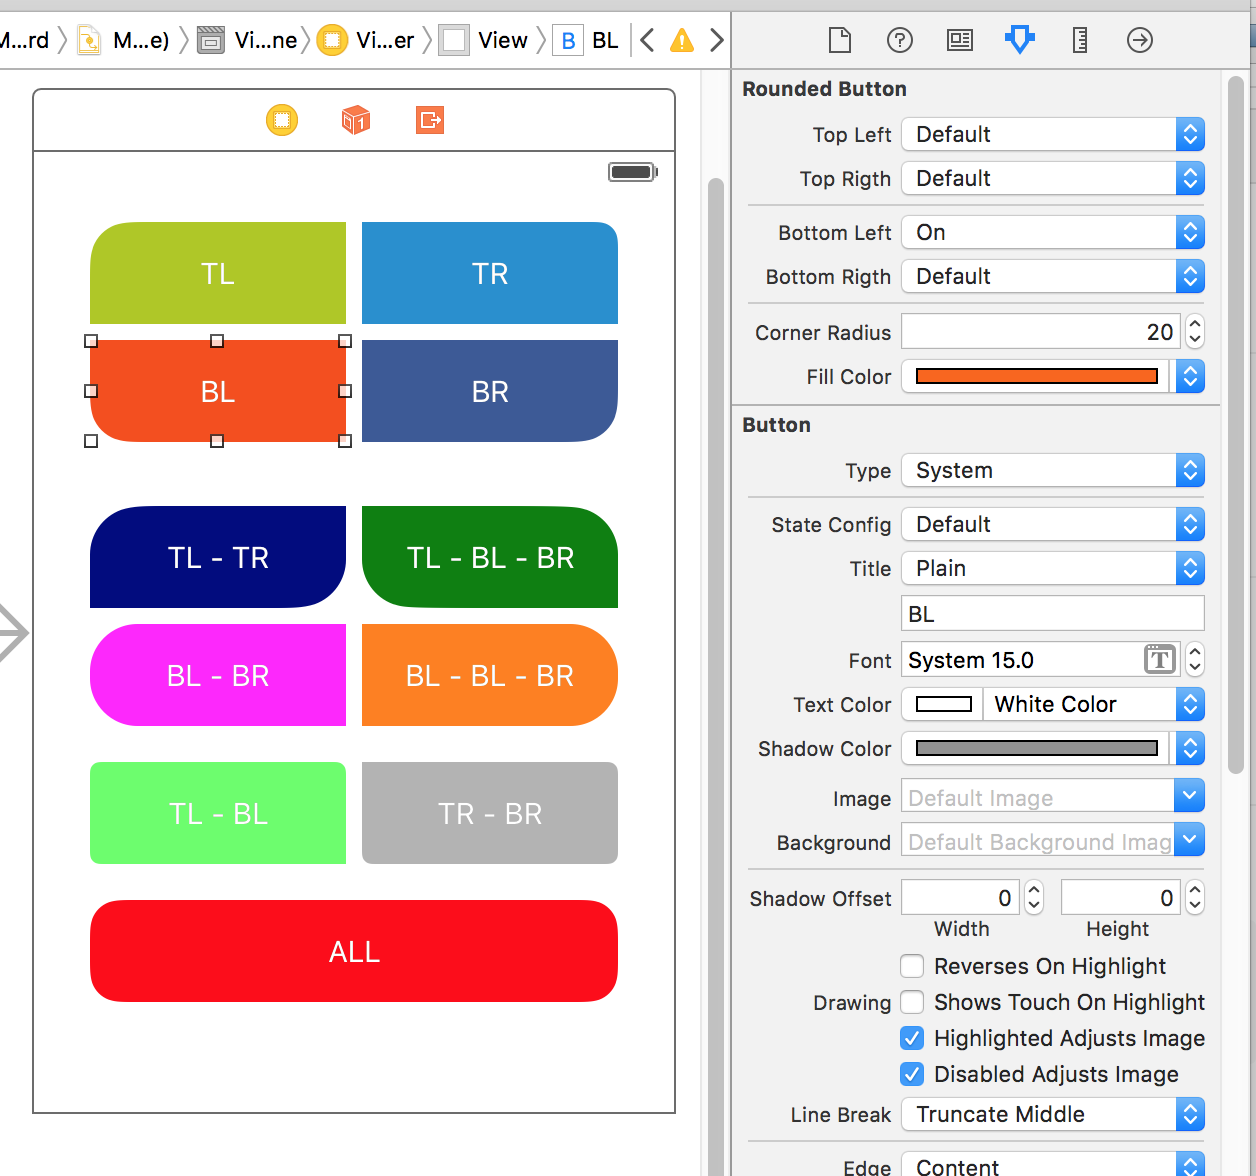 M...rd M...e) Vi...ne Vi...er View B BL
1
TL
TR
BL
BR
TL - TR
TL - BL - BR
BL - BR
BL - BL - BR
TL - BL
TR - BR
ALL
Rounded Button
Top Left Default
Top Rigth Default
Bottom Left On
Bottom Rigth Default
Corner Radius 20
Fill Color
Button
Type System
State Config Default
Title Plain
BL
Font System 15.0 T
Text Color White Color
Shadow Color
Image Default Image
Background Default Background Imag
Shadow Offset 0 0
Width Height
Reverses On Highlight
Drawing Shows Touch On Highlight
Highlighted Adjusts Image
Disabled Adjusts Image
Line Break Truncate Middle
Edge Content